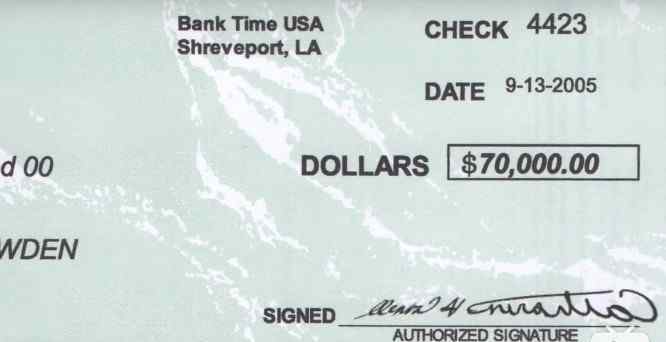 Bank Time USA
Shreveport, LA
CHECK 4423
DATE 9-13-2005
d 00
DOLLARS $70,000.00
WDEN
SIGNED
AUTHORIZED SIGNATURE